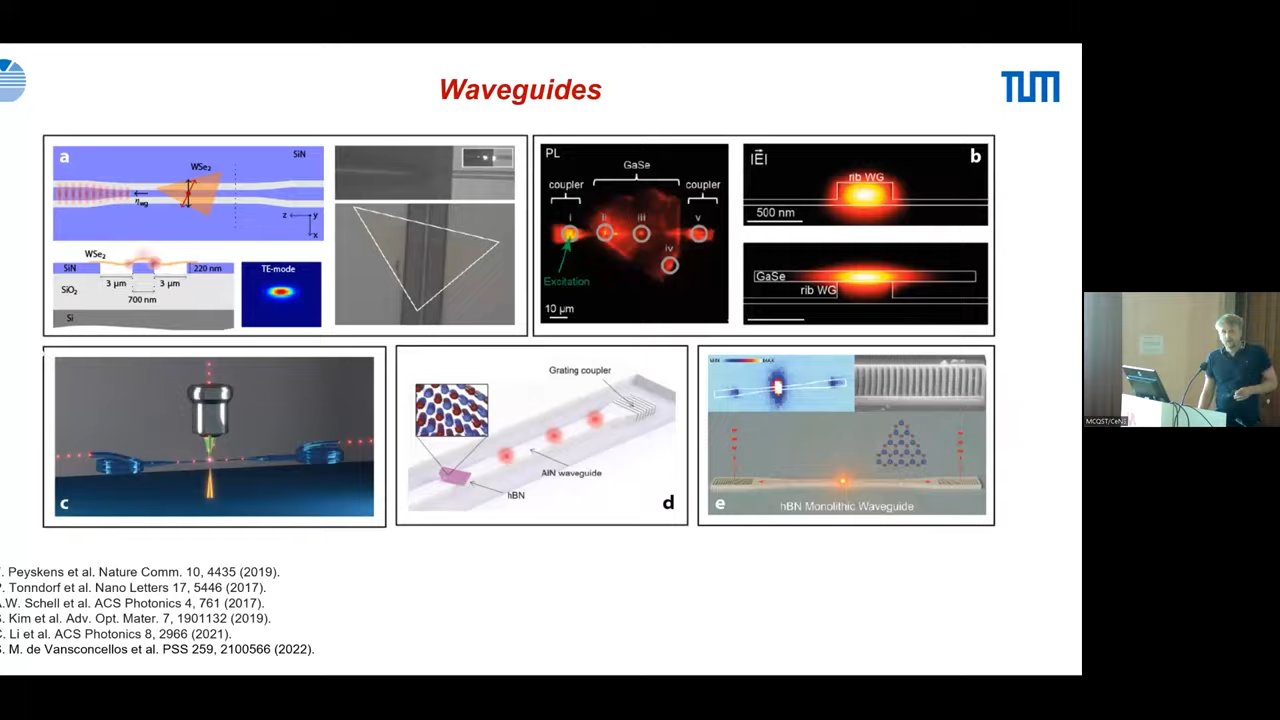 Waveguides
TUM
a
SiN
WSe2
ηwg
z
y
x
WSe2
SiN
220 nm
3 µm
3 µm
SiO2
700 nm
Si
TE-mode
PL
GaSe
coupler
coupler
i
ii
iii
v
iv
Excitation
10 µm
|E|
b
rib WG
500 nm
GaSe
rib WG
c
Grating coupler
AlN waveguide
hBN
d
MIN
MAX
e
hBN Monolithic Waveguide
MCQST/CeNS
. Peyskens et al. Nature Comm. 10, 4435 (2019).
. Tonndorf et al. Nano Letters 17, 5446 (2017).
.W. Schell et al. ACS Photonics 4, 761 (2017).
. Kim et al. Adv. Opt. Mater. 7, 1901132 (2019).
. Li et al. ACS Photonics 8, 2966 (2021).
. M. de Vansconcellos et al. PSS 259, 2100566 (2022).